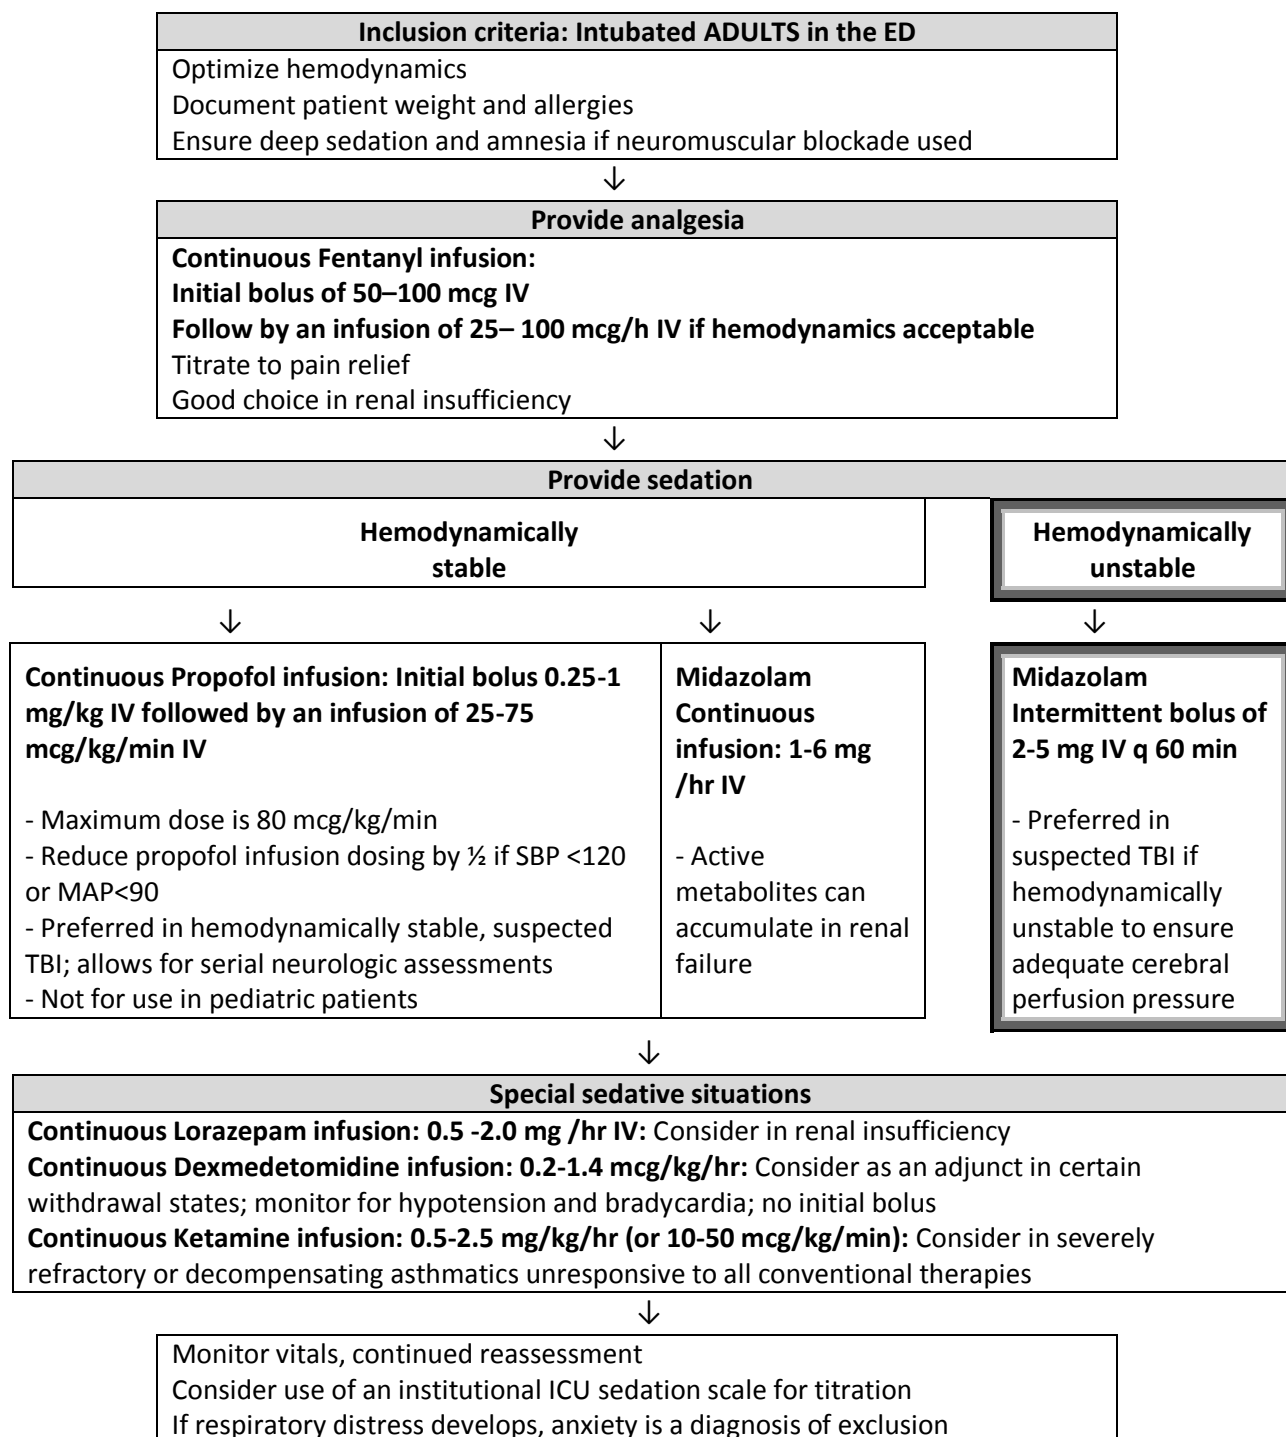 Inclusion criteria: Intubated ADULTS in the ED
Optimize hemodynamics
Document patient weight and allergies
Ensure deep sedation and amnesia if neuromuscular blockade used
↓
Provide analgesia
Continuous Fentanyl infusion:
Initial bolus of 50–100 mcg IV
Follow by an infusion of 25– 100 mcg/h IV if hemodynamics acceptable
Titrate to pain relief
Good choice in renal insufficiency
↓
Provide sedation
Hemodynamically
stable
↓
Continuous Propofol infusion: Initial bolus 0.25-1
mg/kg IV followed by an infusion of 25-75
mcg/kg/min IV
- Maximum dose is 80 mcg/kg/min
- Reduce propofol infusion dosing by ½ if SBP <120
or MAP<90
- Preferred in hemodynamically stable, suspected
TBI; allows for serial neurologic assessments
- Not for use in pediatric patients
↓
Midazolam
Continuous
infusion: 1-6 mg
/hr IV
- Active
metabolites can
accumulate in renal
failure
Hemodynamically
unstable
↓
Midazolam
Intermittent bolus of
2-5 mg IV q 60 min
- Preferred in
suspected TBI if
hemodynamically
unstable to ensure
adequate cerebral
perfusion pressure
↓
Special sedative situations
Continuous Lorazepam infusion: 0.5 -2.0 mg /hr IV: Consider in renal insufficiency
Continuous Dexmedetomidine infusion: 0.2-1.4 mcg/kg/hr: Consider as an adjunct in certain
withdrawal states; monitor for hypotension and bradycardia; no initial bolus
Continuous Ketamine infusion: 0.5-2.5 mg/kg/hr (or 10-50 mcg/kg/min): Consider in severely
refractory or decompensating asthmatics unresponsive to all conventional therapies
↓
Monitor vitals, continued reassessment
Consider use of an institutional ICU sedation scale for titration
If respiratory distress develops, anxiety is a diagnosis of exclusion